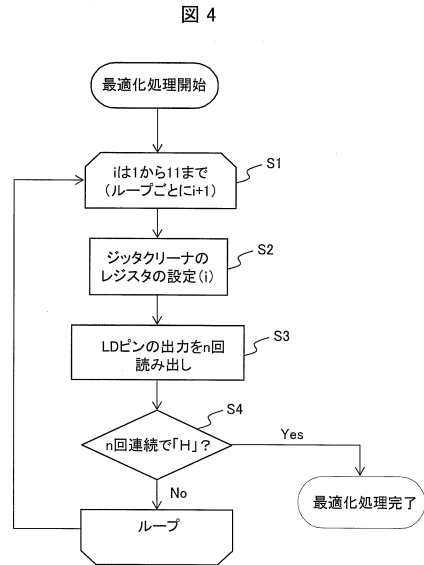 図 4
最適化処理開始
iは1から11まで
(ループごとにi+1)
S1
ジッタクリーナの
レジスタの設定(i)
S2
LDピンの出力をn回
読み出し
S3
S4
n回連続で「H」?
Yes
No
最適化処理完了
ループ